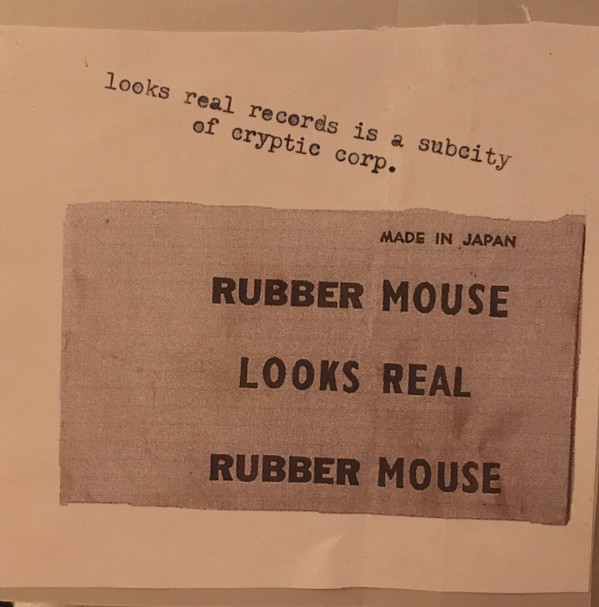 looks real records is a subcity
of cryptic corp.
MADE IN JAPAN
RUBBER MOUSE
LOOKS REAL
RUBBER MOUSE